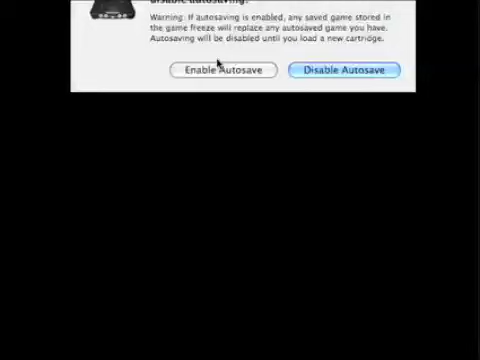 disable autosaving?
Warning: If autosaving is enabled, any saved game stored in
the game freeze will replace any autosaved game you have.
Autosaving will be disabled until you load a new cartridge.
Enable Autosave
Disable Autosave